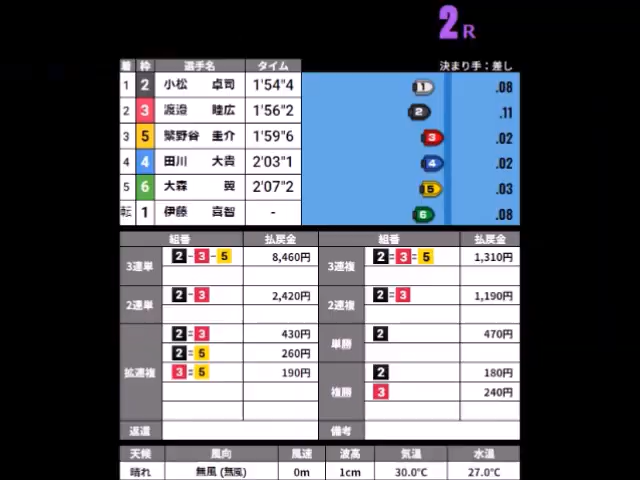 2R
着 枠 選手名 タイム 決まり手：差し
1 2 小松 卓司 1'54"4 1 .08
2 3 渡邉 睦広 1'56"2 2 .11
3 5 繁野谷 圭介 1'59"6 3 .02
4 4 田川 大貴 2'03"1 4 .02
5 6 大森 翼 2'07"2 5 .03
転 1 伊藤 喜智 - 6 .08
組番 払戻金 組番 払戻金
3連単 2-3-5 8,460円 3連複 2=3=5 1,310円
2連単 2-3 2,420円 2連複 2=3 1,190円
拡連複 2=3 430円 単勝 2 470円
2=5 260円
3=5 190円 複勝 2 180円
3 240円
返還 備考
天候 風向 風速 波高 気温 水温
晴れ 無風 (無風) 0m 1cm 30.0℃ 27.0℃